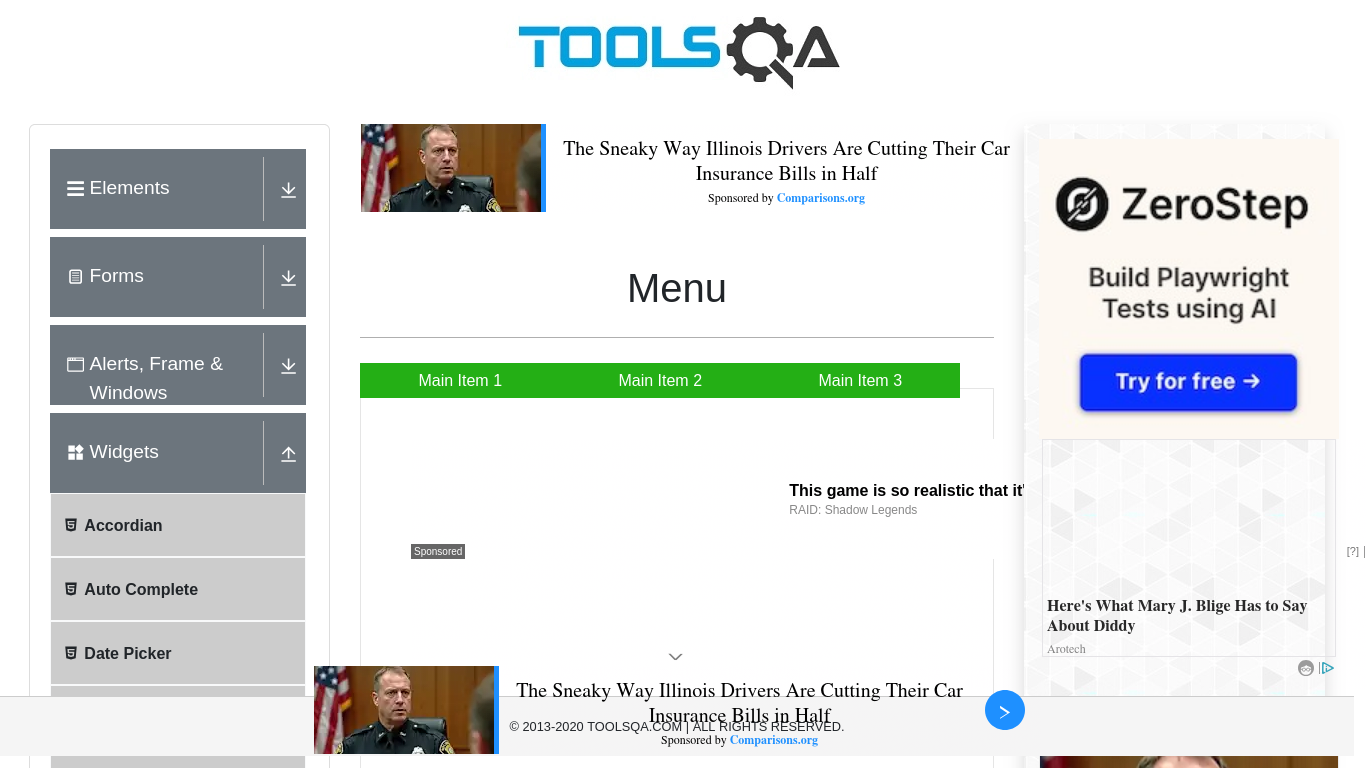 TOOLSQA
Elements
Forms
Alerts, Frame &
Windows
Widgets
Accordian
Auto Complete
Date Picker
The Sneaky Way Illinois Drivers Are Cutting Their Car
Insurance Bills in Half
Sponsored by Comparisons.org
Menu
Main Item 1
Main Item 2
Main Item 3
This game is so realistic that it'
RAID: Shadow Legends
Sponsored
ZeroStep
Build Playwright
Tests using AI
Try for free →
[?]
Here's What Mary J. Blige Has to Say
About Diddy
Arotech
The Sneaky Way Illinois Drivers Are Cutting Their Car
Insurance Bills in Half
© 2013-2020 TOOLSQA.COM | ALL RIGHTS RESERVED.
Sponsored by Comparisons.org